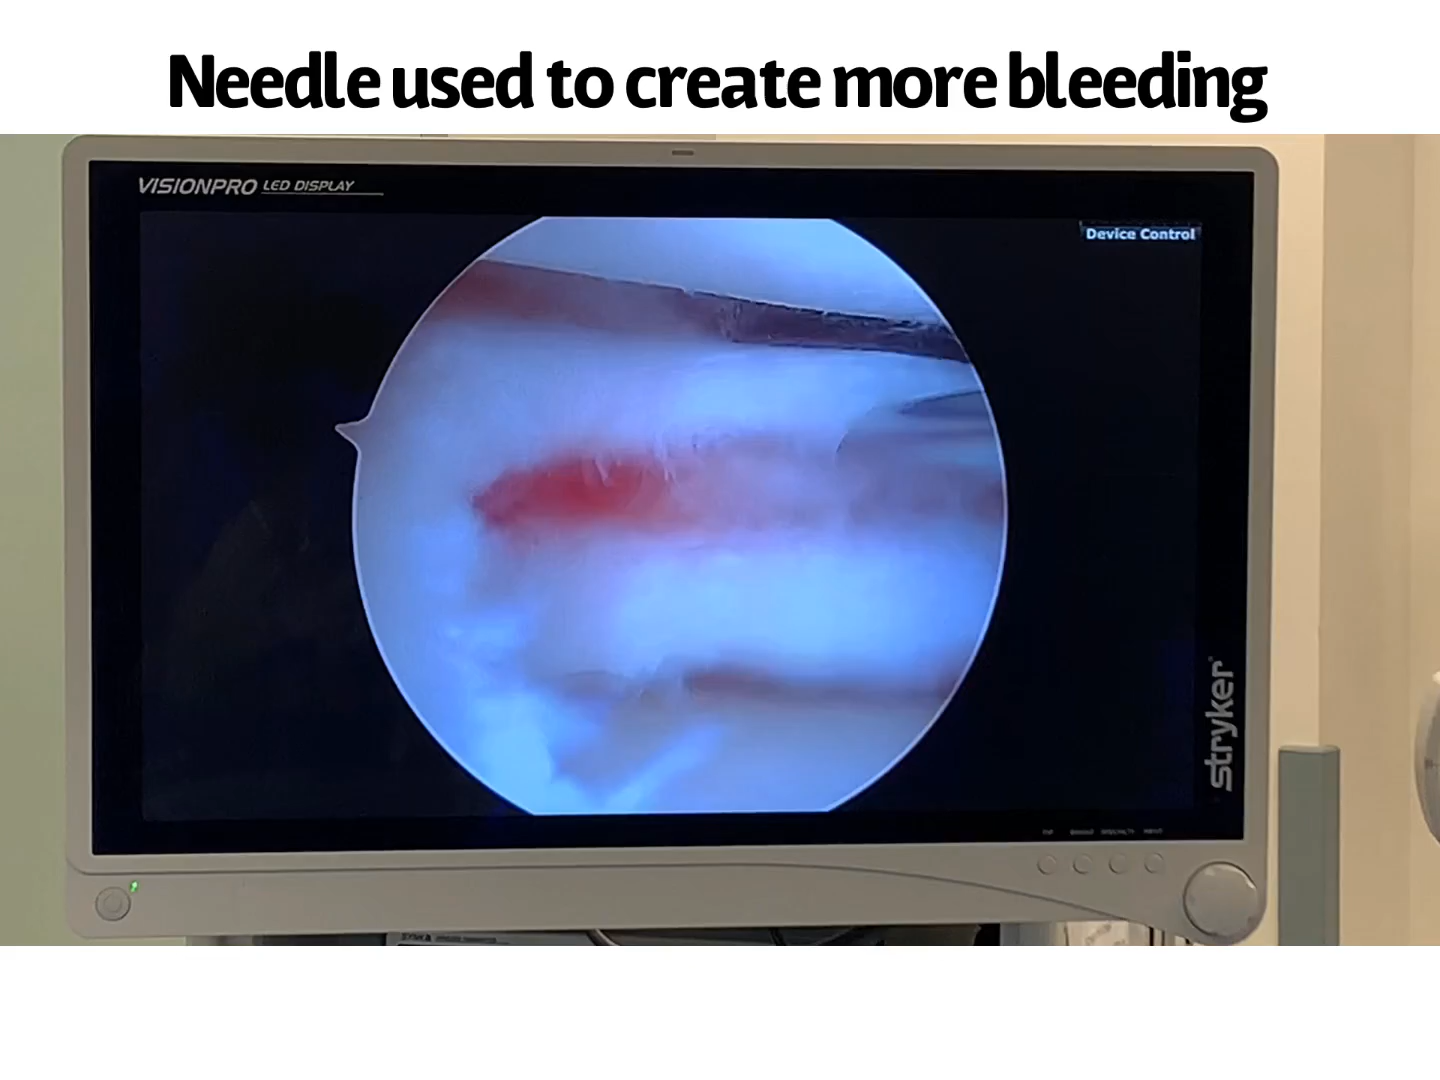 Needle used to create more bleeding
VISIONPRO LED DISPLAY
Device Control
stryker